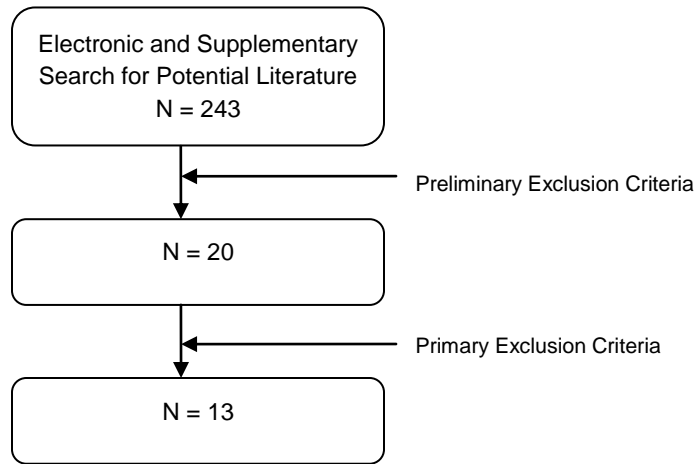 Electronic and Supplementary
Search for Potential Literature
N = 243
Preliminary Exclusion Criteria
N = 20
Primary Exclusion Criteria
N = 13